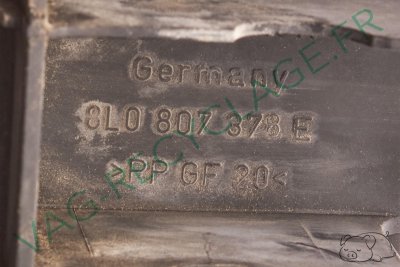 Germany
8L0 807 378 E
>PP GF 20<
VAG-RECYCLAGE.FR